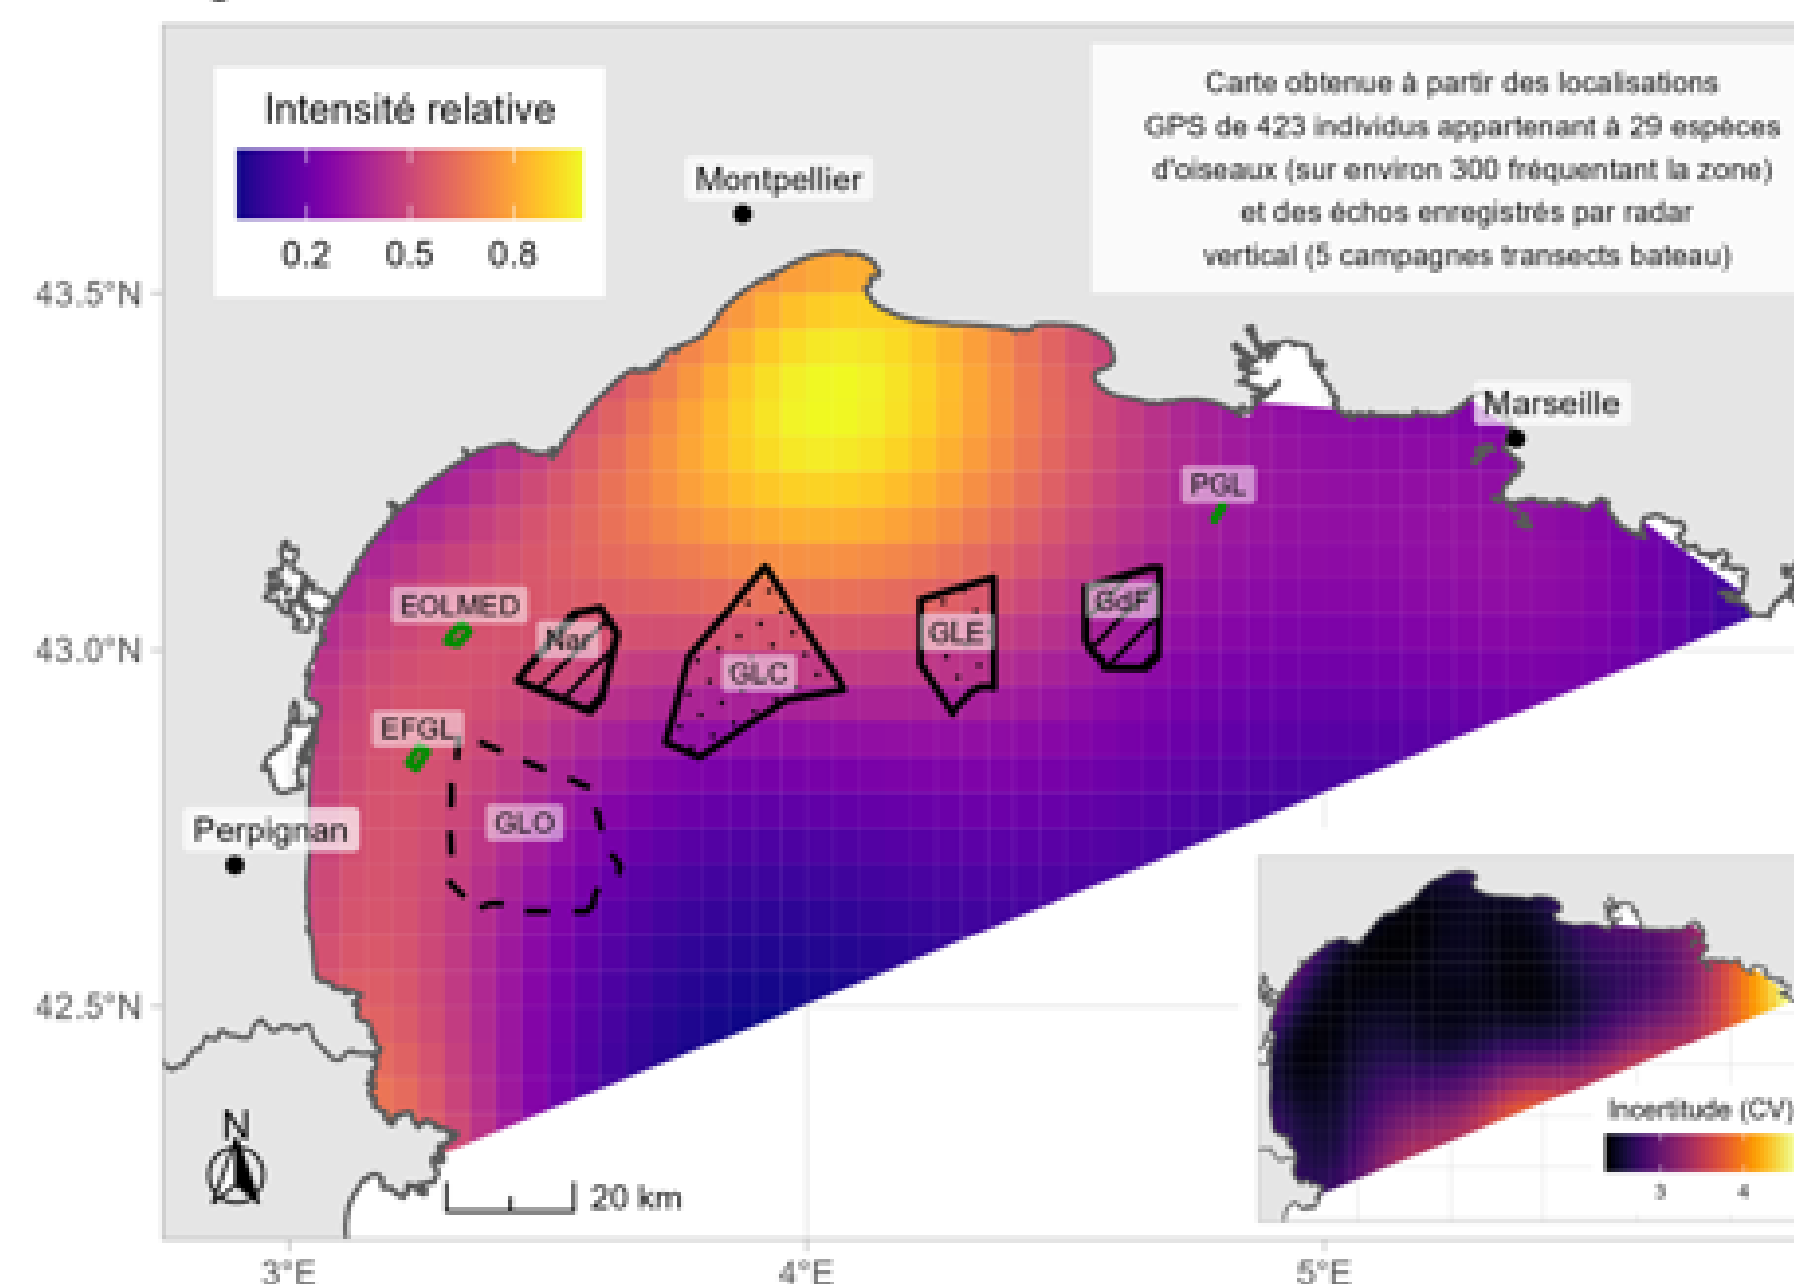 Intensité relative
0.2 0.5 0.8
Carte obtenue à partir des localisations
GPS de 423 individus appartenant à 29 espèces
d'oiseaux (sur environ 300 fréquentant la zone)
et des échos enregistrés par radar
vertical (5 campagnes transects bateau)
Montpellier
43.5°N
Marseille
PGL
EOLMED
Nar
GLC
GLE
GdF
43.0°N
EFGL
GLO
Perpignan
42.5°N
N
20 km
Incertitude (CV)
3 4
3°E 4°E 5°E